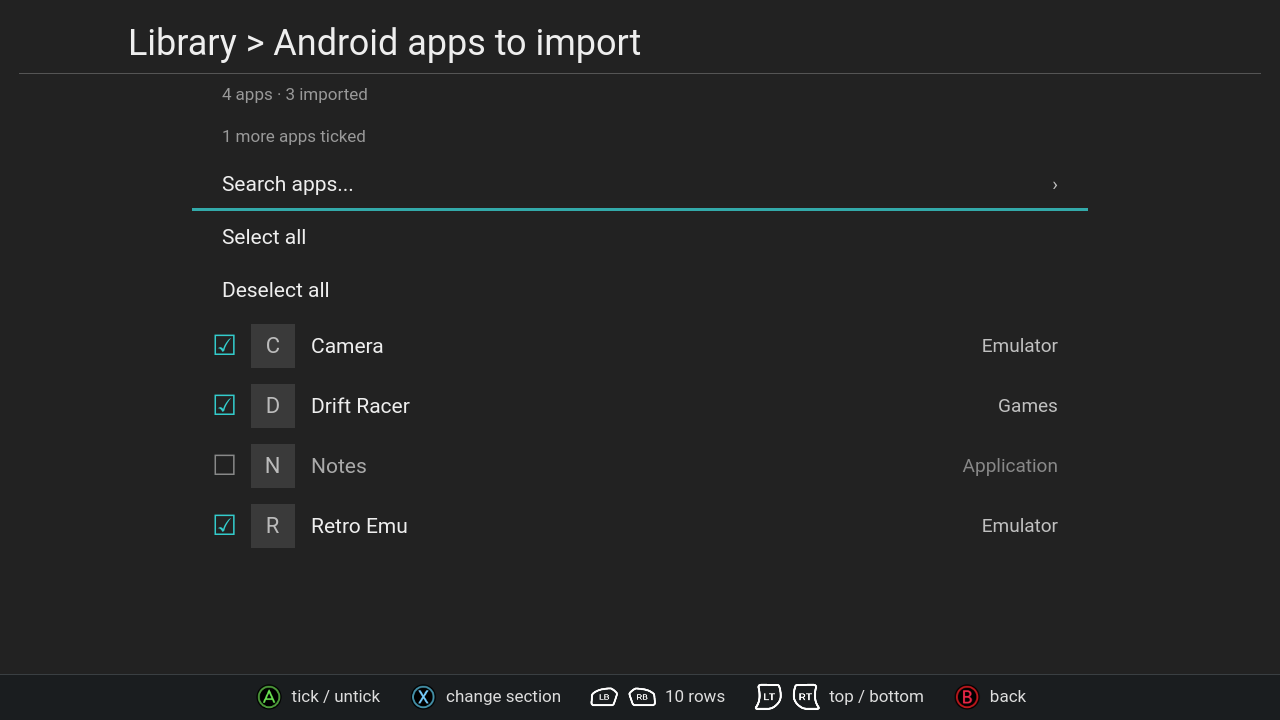 Library > Android apps to import
4 apps · 3 imported
1 more apps ticked
Search apps... ›
Select all
Deselect all
☑ C Camera Emulator
☑ D Drift Racer Games
☐ N Notes Application
☑ R Retro Emu Emulator
A tick / untick X change section LB RB 10 rows LT RT top / bottom B back